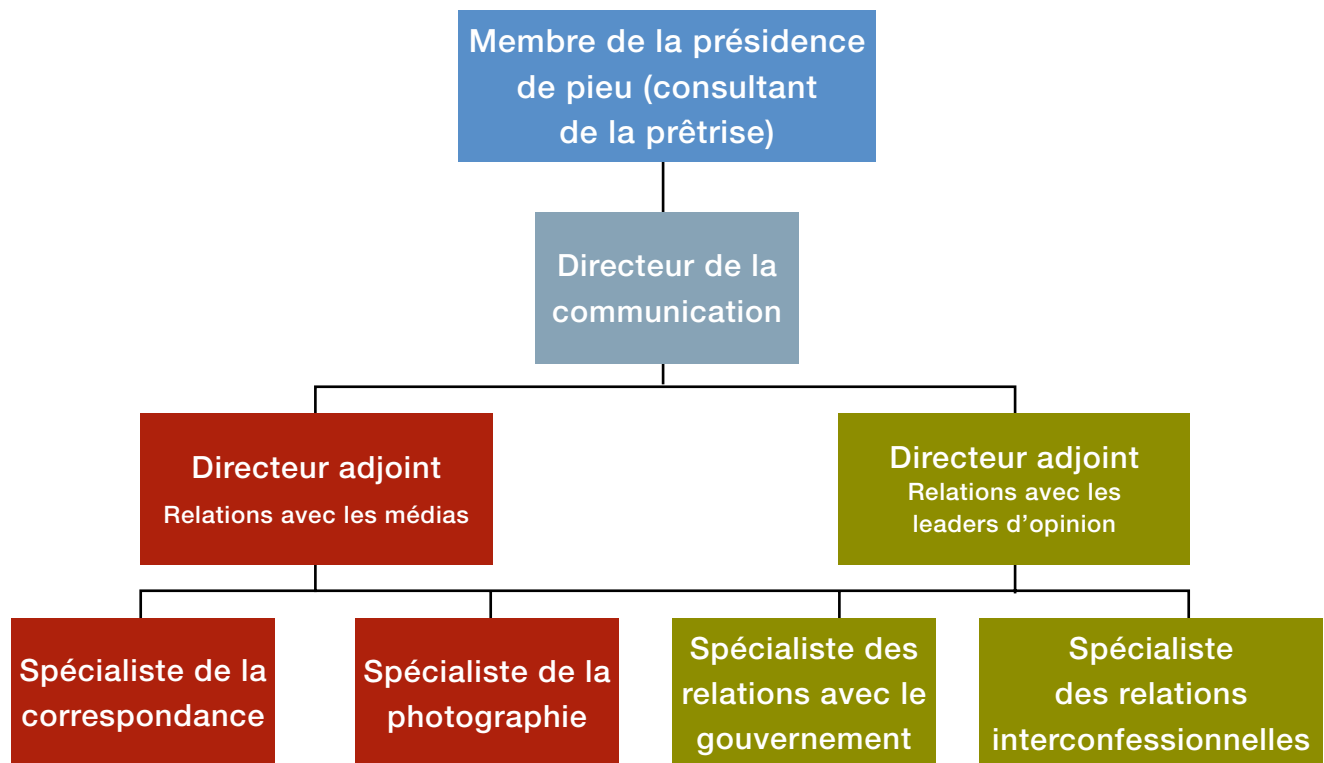 Membre de la présidence
de pieu (consultant
de la prêtrise)
Directeur de la
communication
Directeur adjoint
Relations avec les médias
Directeur adjoint
Relations avec les
leaders d’opinion
Spécialiste de la
correspondance
Spécialiste de la
photographie
Spécialiste des
relations avec le
gouvernement
Spécialiste
des relations
interconfessionnelles